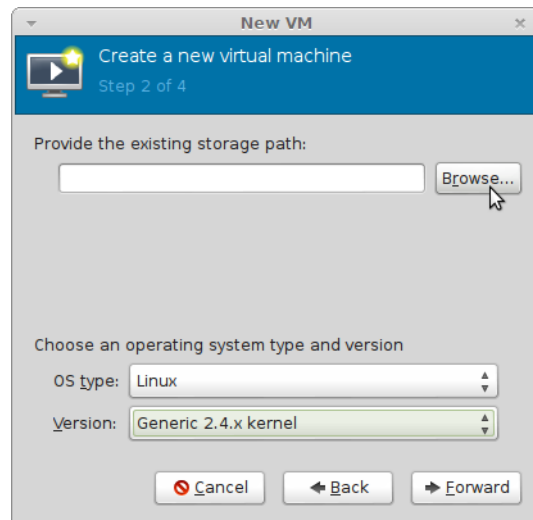 New VM
Create a new virtual machine
Step 2 of 4
Provide the existing storage path:
Browse...
Choose an operating system type and version
OS type: Linux
Version: Generic 2.4.x kernel
Cancel Back Forward